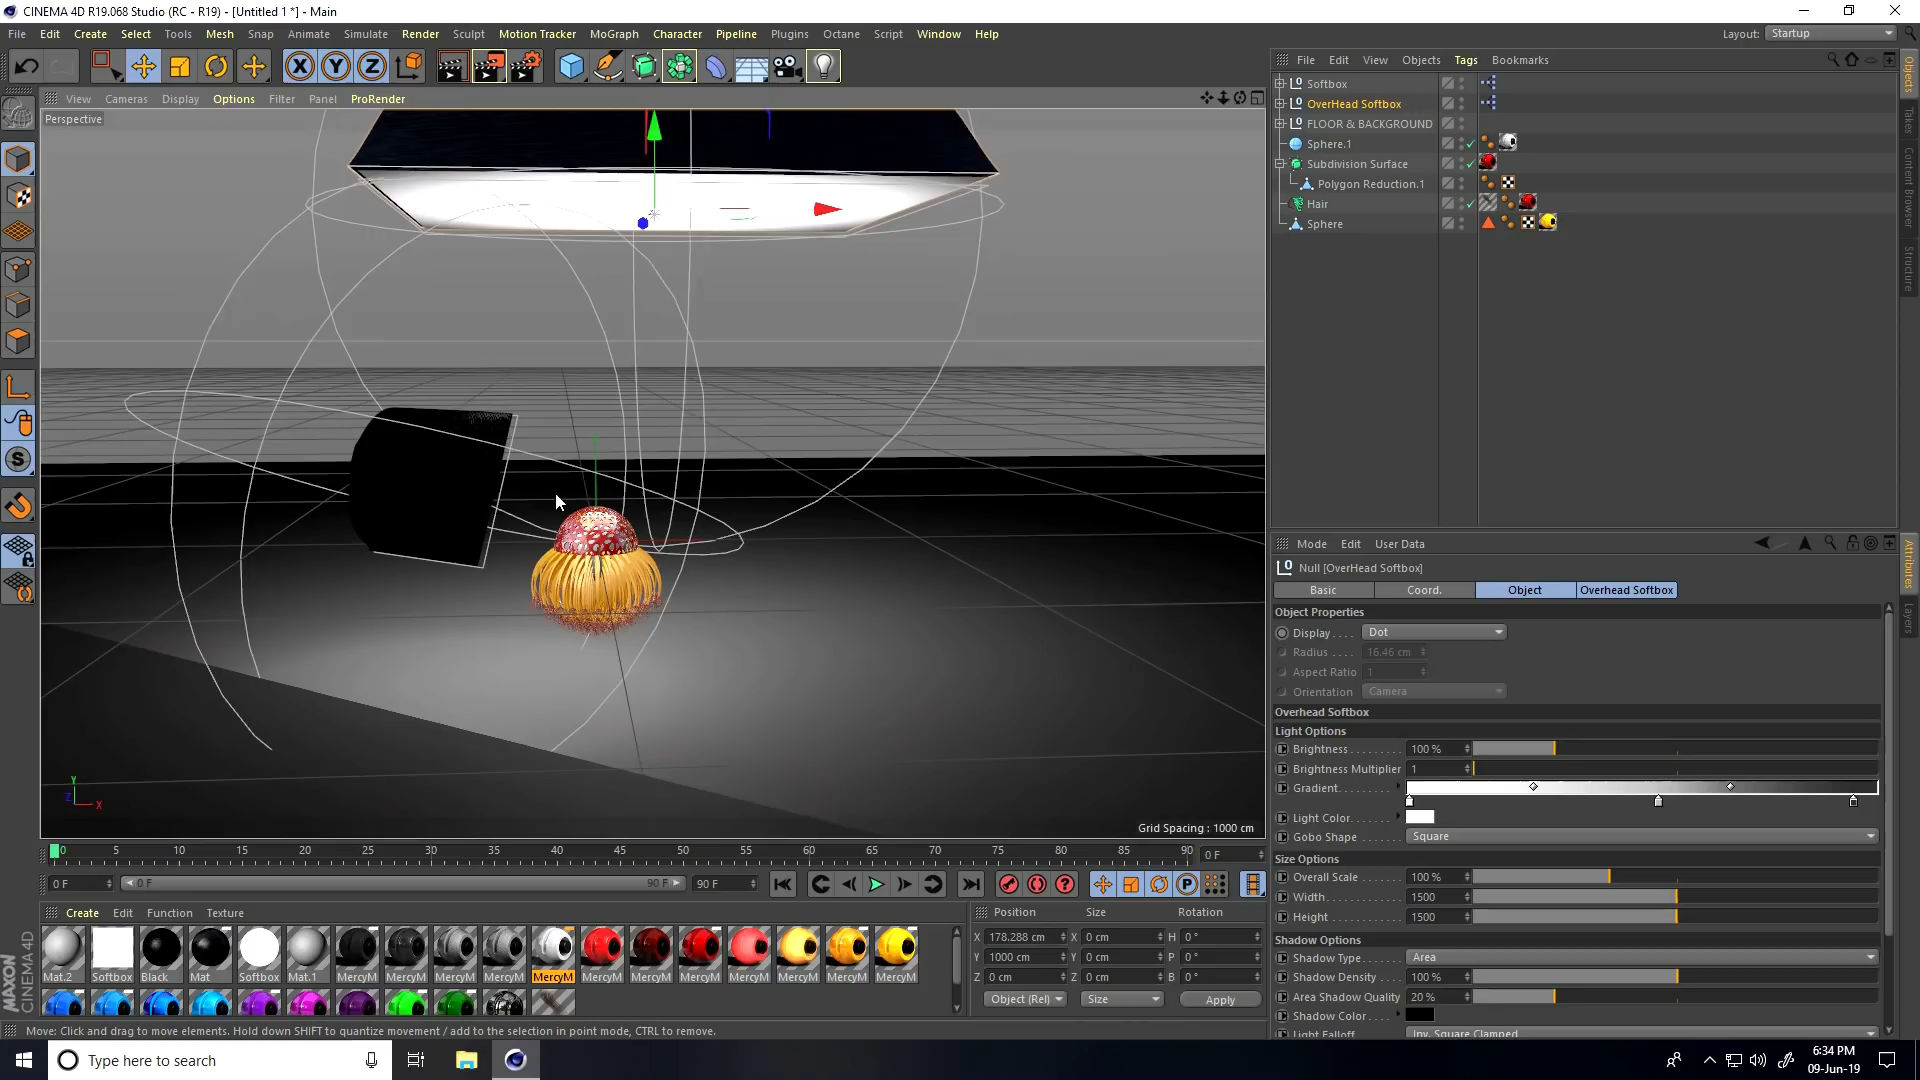 CINEMA 4D R19.068 Studio (RC - R19) - [Untitled 1 *] - Main
File Edit Create Select Tools Mesh Snap Animate Simulate Render Sculpt Motion Tracker MoGraph Character Pipeline Plugins Octane Script Window Help
Layout: Startup
View Cameras Display Options Filter Panel ProRender
Perspective
Grid Spacing : 1000 cm
File Edit View Objects Tags Bookmarks
Softbox
OverHead Softbox
FLOOR & BACKGROUND
Sphere.1
Subdivision Surface
Polygon Reduction.1
Hair
Sphere
Objects
Takes
Content Browser
Structure
Mode Edit User Data
Null [OverHead Softbox]
Basic Coord. Object Overhead Softbox
Object Properties
Display . . . . Dot
Radius . . . . 16.46 cm
Aspect Ratio 1
Orientation Camera
Overhead Softbox
Light Options
Brightness . . . . . . . . . 100 %
Brightness Multiplier 1
Gradient. . . . . . . . .
Light Color. . . . . . . .
Gobo Shape . . . . . . . Square
Size Options
Overall Scale . . . . . . 100 %
Width . . . . . . . . . . . . 1500
Height . . . . . . . . . . . 1500
Shadow Options
Shadow Type . . . . . . Area
Shadow Density . . . . 100 %
Area Shadow Quality 20 %
Shadow Color . . . . . .
Light Falloff. . . . . . . Inv. Square Clamped
Attributes
Layers
0 5 10 15 20 25 30 35 40 45 50 55 60 65 70 75 80 85 90 0 F
0 F 0 F 90 F 90 F
Create Edit Function Texture
Mat.2 Softbox Black Mat Softbox Mat.1 MercyM MercyM MercyM MercyM MercyM MercyM MercyM MercyM MercyM MercyM MercyM MercyM
Position Size Rotation
X 178.288 cm X 0 cm H 0 °
Y 1000 cm Y 0 cm P 0 °
Z 0 cm Z 0 cm B 0 °
Object (Rel) Size Apply
MAXON
CINEMA 4D
Move: Click and drag to move elements. Hold down SHIFT to quantize movement / add to the selection in point mode, CTRL to remove.
Type here to search
6:34 PM
09-Jun-19